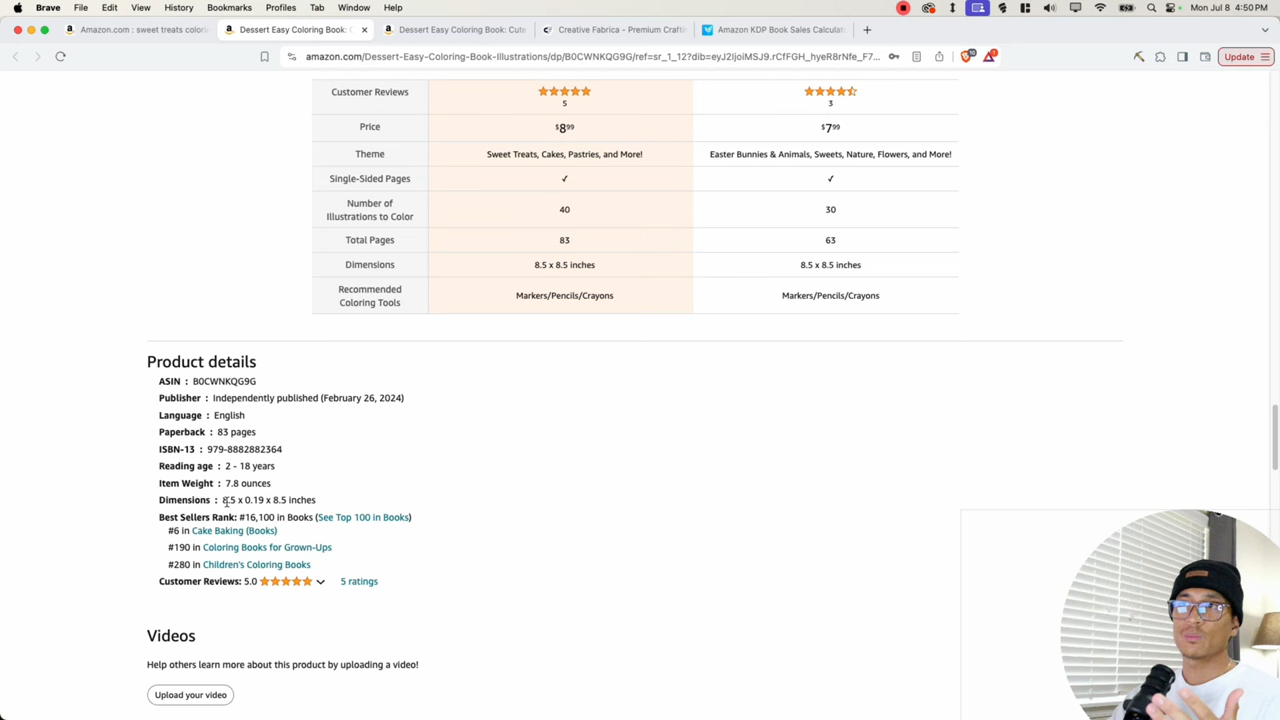 Brave File Edit View History Bookmarks Profiles Tab Window Help Mon Jul 8 4:50 PM
Amazon.com : sweet treats colori
Dessert Easy Coloring Book: C
Dessert Easy Coloring Book: Cute
Creative Fabrica - Premium Craftin
Amazon KDP Book Sales Calculat
amazon.com/Dessert-Easy-Coloring-Book-Illustrations/dp/B0CWNKQG9G/ref=sr_1_12?dib=eyJ2IjoiMSJ9.rCfFGH_hyeR8rNfe_F7... Update
Customer Reviews 5 3
Price $8.99 $7.99
Theme Sweet Treats, Cakes, Pastries, and More! Easter Bunnies & Animals, Sweets, Nature, Flowers, and More!
Single-Sided Pages ✓ ✓
Number of
Illustrations to Color 40 30
Total Pages 83 63
Dimensions 8.5 x 8.5 inches 8.5 x 8.5 inches
Recommended
Coloring Tools Markers/Pencils/Crayons Markers/Pencils/Crayons
Product details
ASIN : B0CWNKQG9G
Publisher : Independently published (February 26, 2024)
Language : English
Paperback : 83 pages
ISBN-13 : 979-8882882364
Reading age : 2 - 18 years
Item Weight : 7.8 ounces
Dimensions : 8.5 x 0.19 x 8.5 inches
Best Sellers Rank: #16,100 in Books (See Top 100 in Books)
#6 in Cake Baking (Books)
#190 in Coloring Books for Grown-Ups
#280 in Children's Coloring Books
Customer Reviews: 5.0 5 ratings
Videos
Help others learn more about this product by uploading a video!
Upload your video